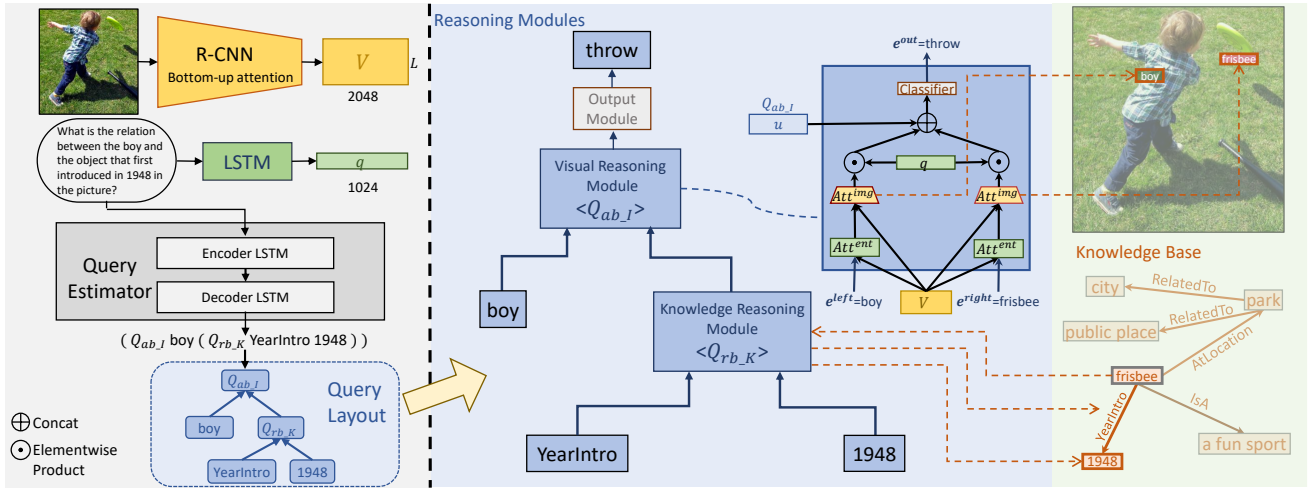 R-CNN
Bottom-up attention
V
L
2048
What is the relation
between the boy and
the object that first
introduced in 1948 in
the picture?
LSTM
q
1024
Query
Estimator
Encoder LSTM
Decoder LSTM
( Q_ab_I boy ( Q_rb_K YearIntro 1948 ) )
Q_ab_I
boy
Q_rb_K
YearIntro
1948
Query
Layout
Concat
Elementwise
Product
Reasoning Modules
throw
Output
Module
Visual Reasoning
Module
<Q_ab_I>
boy
Knowledge Reasoning
Module
<Q_rb_K>
YearIntro
1948
e^out=throw
Classifier
Q_ab_I
u
q
Att^img
Att^img
Att^ent
Att^ent
e^left=boy
V
e^right=frisbee
boy
frisbee
Knowledge Base
city
RelatedTo
park
public place
RelatedTo
AtLocation
frisbee
IsA
YearIntro
a fun sport
1948